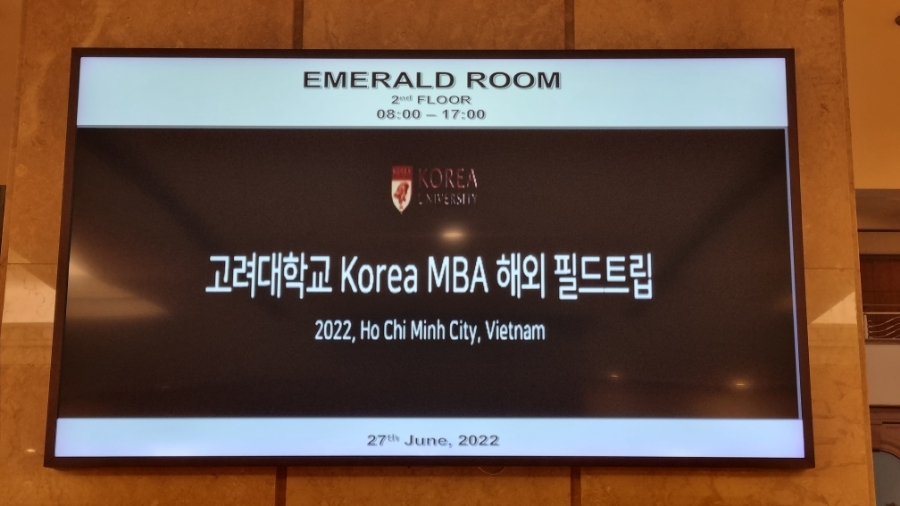 EMERALD ROOM
2nd FLOOR
08:00 – 17:00
KOREA
KOREA
UNIVERSITY
고려대학교 Korea MBA 해외 필드트립
2022, Ho Chi Minh City, Vietnam
27th June, 2022